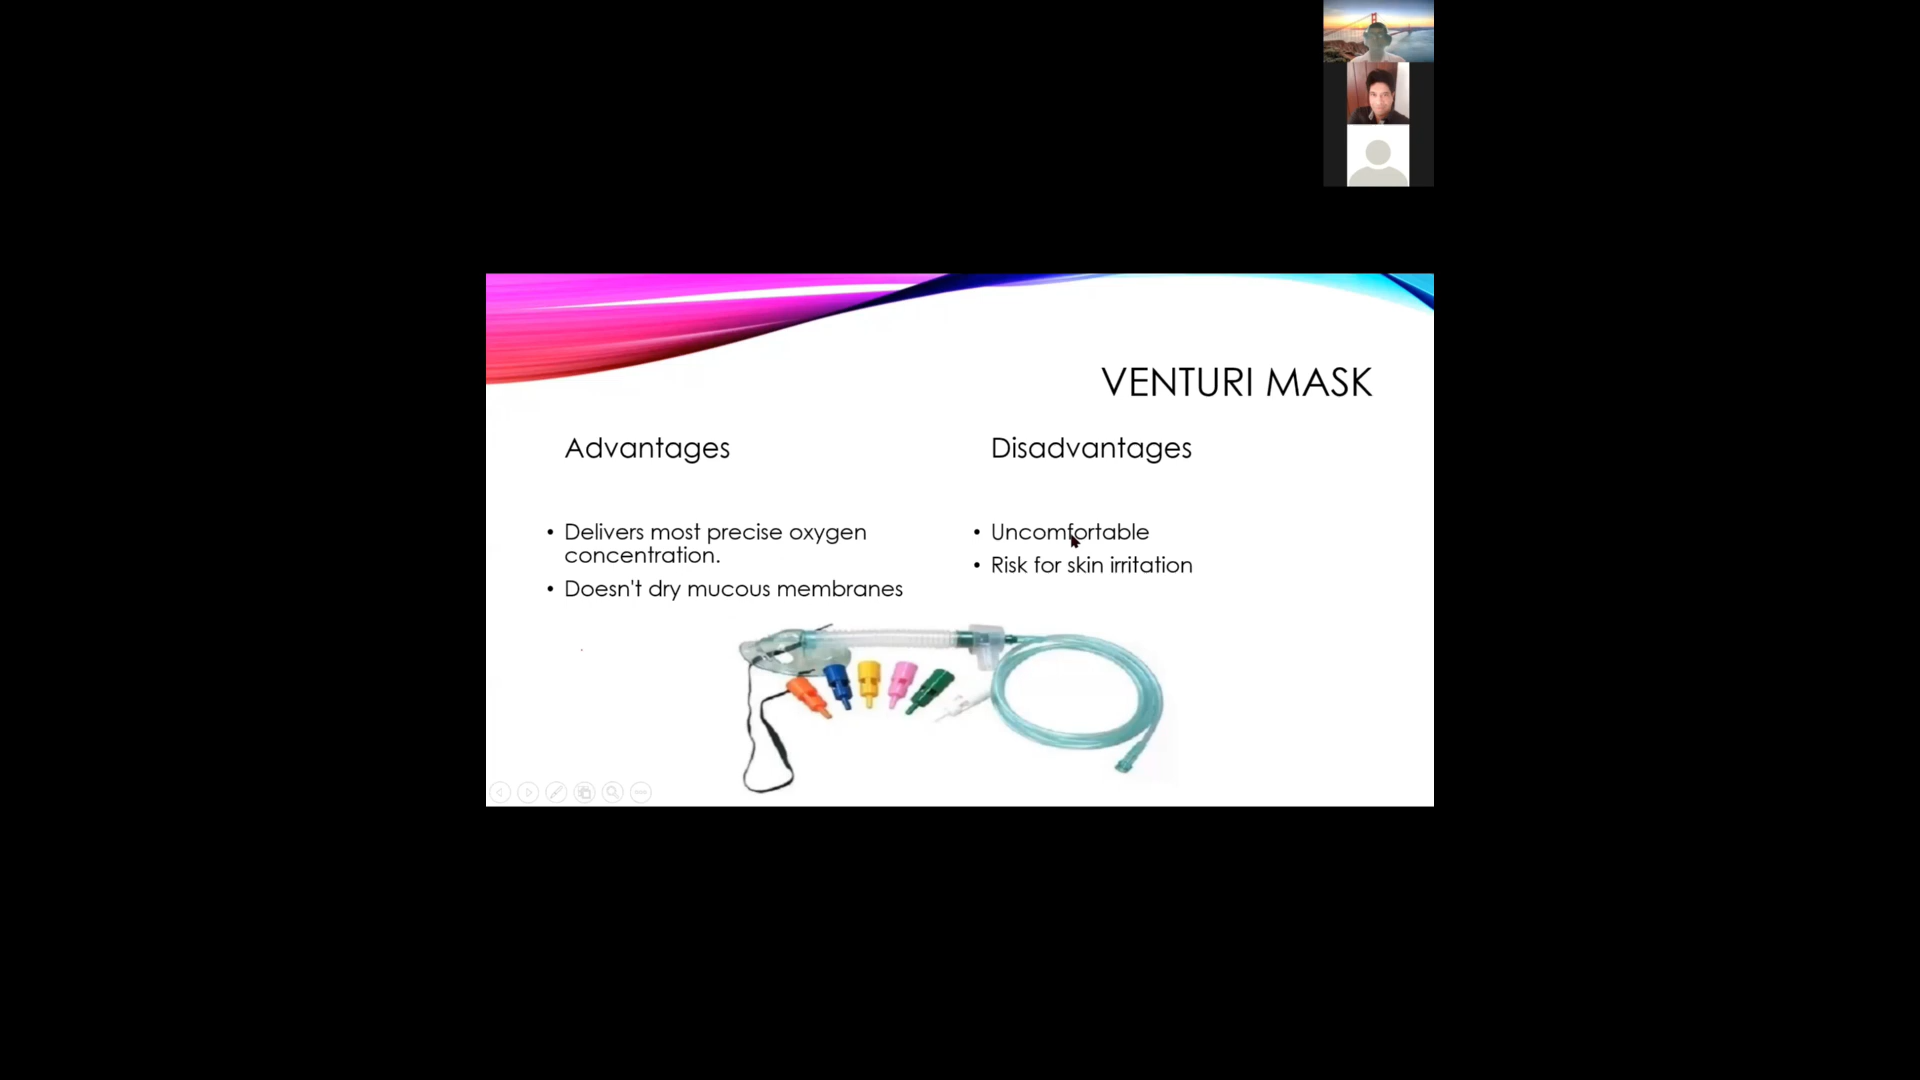 VENTURI MASK
Advantages
• Delivers most precise oxygen
concentration.
• Doesn't dry mucous membranes
Disadvantages
• Uncomfortable
• Risk for skin irritation